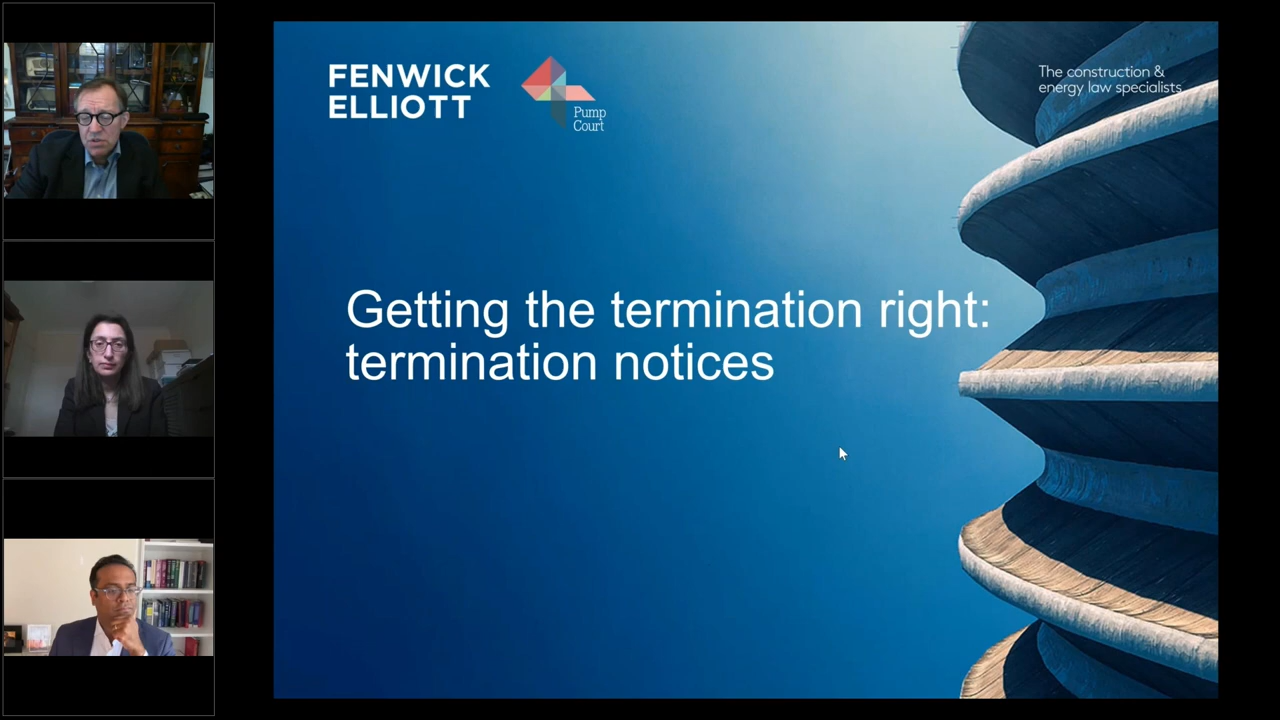 FENWICK
ELLIOTT
Pump
Court
The construction &
energy law specialists
Getting the termination right:
termination notices